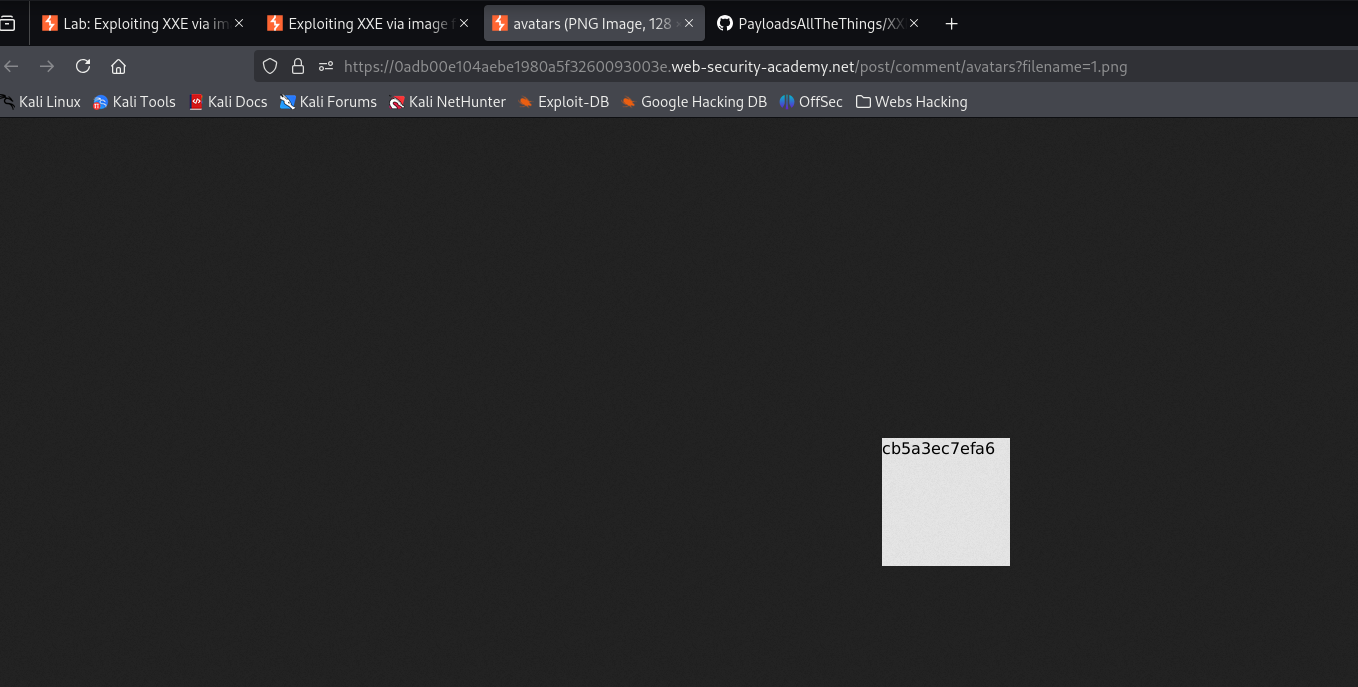 Lab: Exploiting XXE via im
Exploiting XXE via image f
avatars (PNG Image, 128 ×
PayloadsAllTheThings/XX
https://0adb00e104aebe1980a5f3260093003e.web-security-academy.net/post/comment/avatars?filename=1.png
Kali Linux Kali Tools Kali Docs Kali Forums Kali NetHunter Exploit-DB Google Hacking DB OffSec Webs Hacking
cb5a3ec7efa6